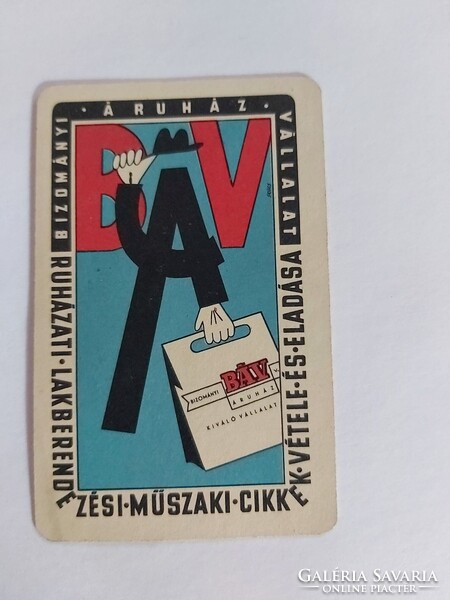 BIZOMÁNYI · ÁRUHÁZ · VÁLLALAT
BÁV
RUHÁZATI · LAKBERENDEZÉSI · MŰSZAKI · CIKKEK · VÉTELE · ÉS · ELADÁSA
BIZOMÁNYI BÁV V.
ÁRUHÁZ
KIVÁLÓ VÁLLALAT
GALÉRIA SAVARIA
ONLINE PIACTÉR